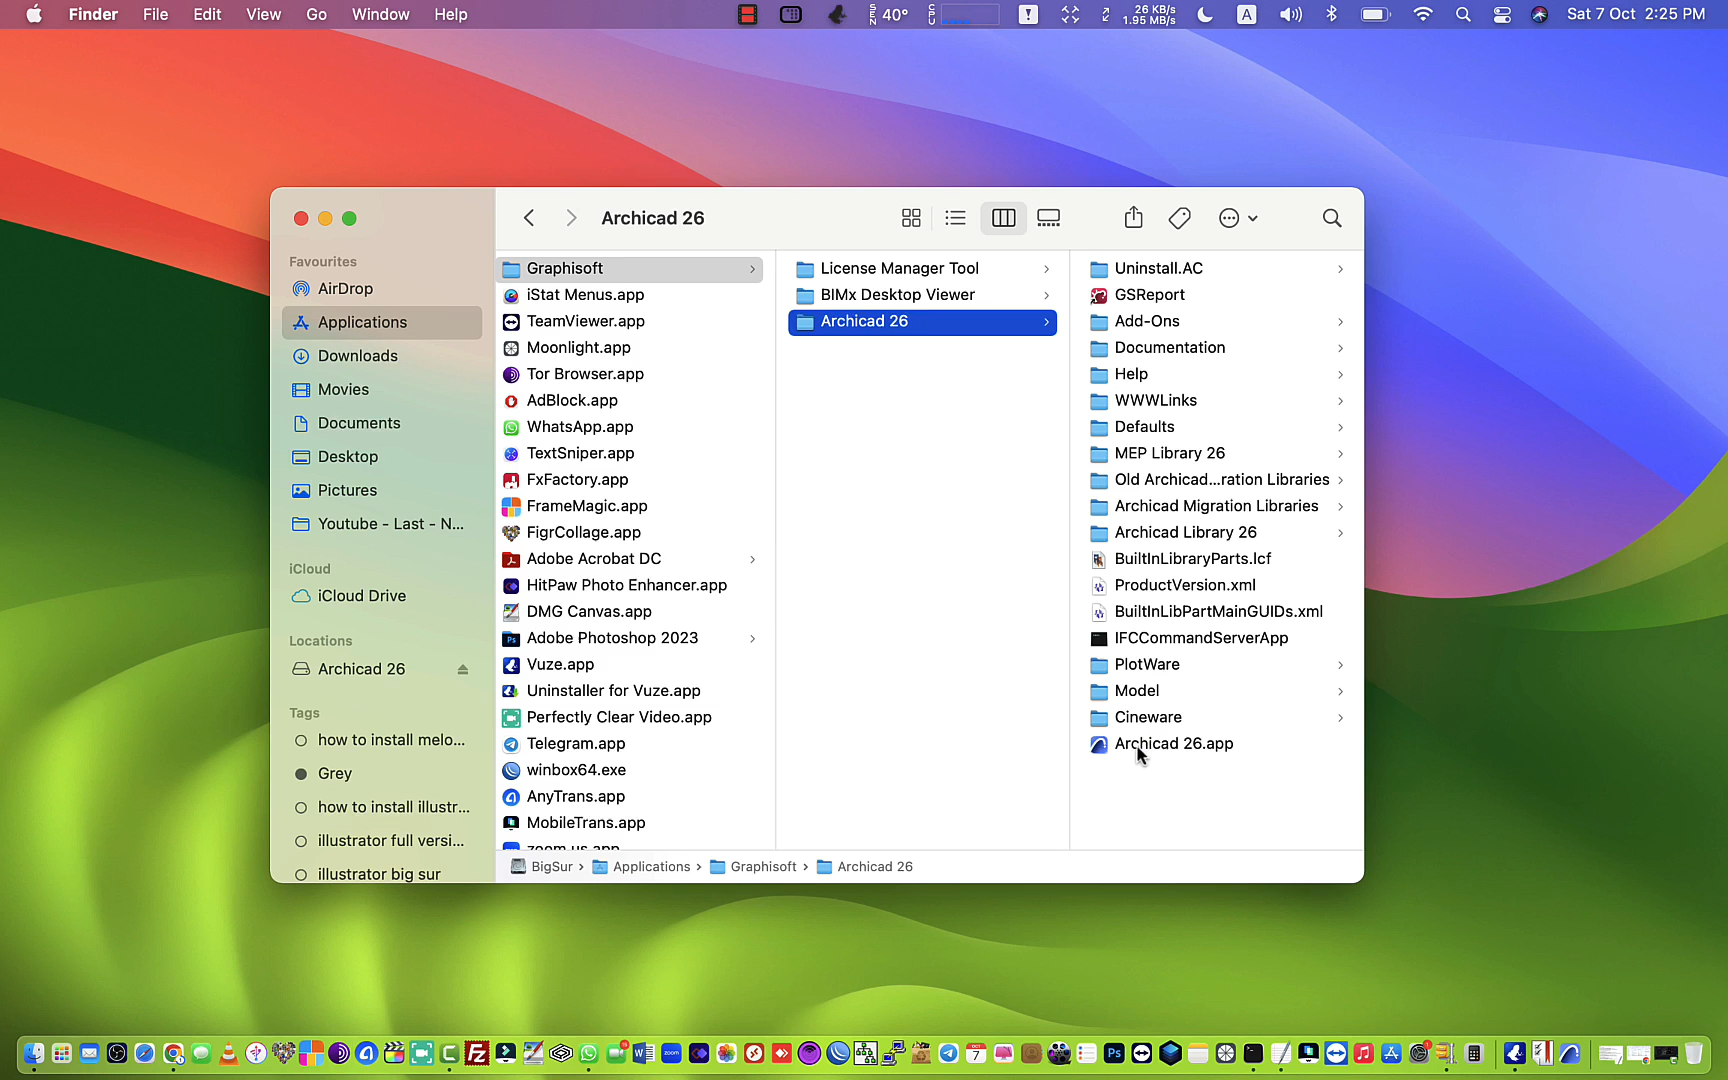 Finder File Edit View Go Window Help
40° 26 KB/s
1.95 MB/s
A Sat 7 Oct 2:25 PM
Archicad 26
Favourites
AirDrop
Applications
Downloads
Movies
Documents
Desktop
Pictures
Youtube - Last - N...
iCloud
iCloud Drive
Locations
Archicad 26
Tags
how to install melo...
Grey
how to install illustr...
illustrator full versi...
illustrator big sur
Graphisoft
iStat Menus.app
TeamViewer.app
Moonlight.app
Tor Browser.app
AdBlock.app
WhatsApp.app
TextSniper.app
FxFactory.app
FrameMagic.app
FigrCollage.app
Adobe Acrobat DC
HitPaw Photo Enhancer.app
DMG Canvas.app
Adobe Photoshop 2023
Vuze.app
Uninstaller for Vuze.app
Perfectly Clear Video.app
Telegram.app
winbox64.exe
AnyTrans.app
MobileTrans.app
zoom.us.app
License Manager Tool
BIMx Desktop Viewer
Archicad 26
Uninstall.AC
GSReport
Add-Ons
Documentation
Help
WWWLinks
Defaults
MEP Library 26
Old Archicad...ration Libraries
Archicad Migration Libraries
Archicad Library 26
BuiltInLibraryParts.lcf
ProductVersion.xml
BuiltInLibPartMainGUIDs.xml
IFCCommandServerApp
PlotWare
Model
Cineware
Archicad 26.app
BigSur › Applications › Graphisoft › Archicad 26